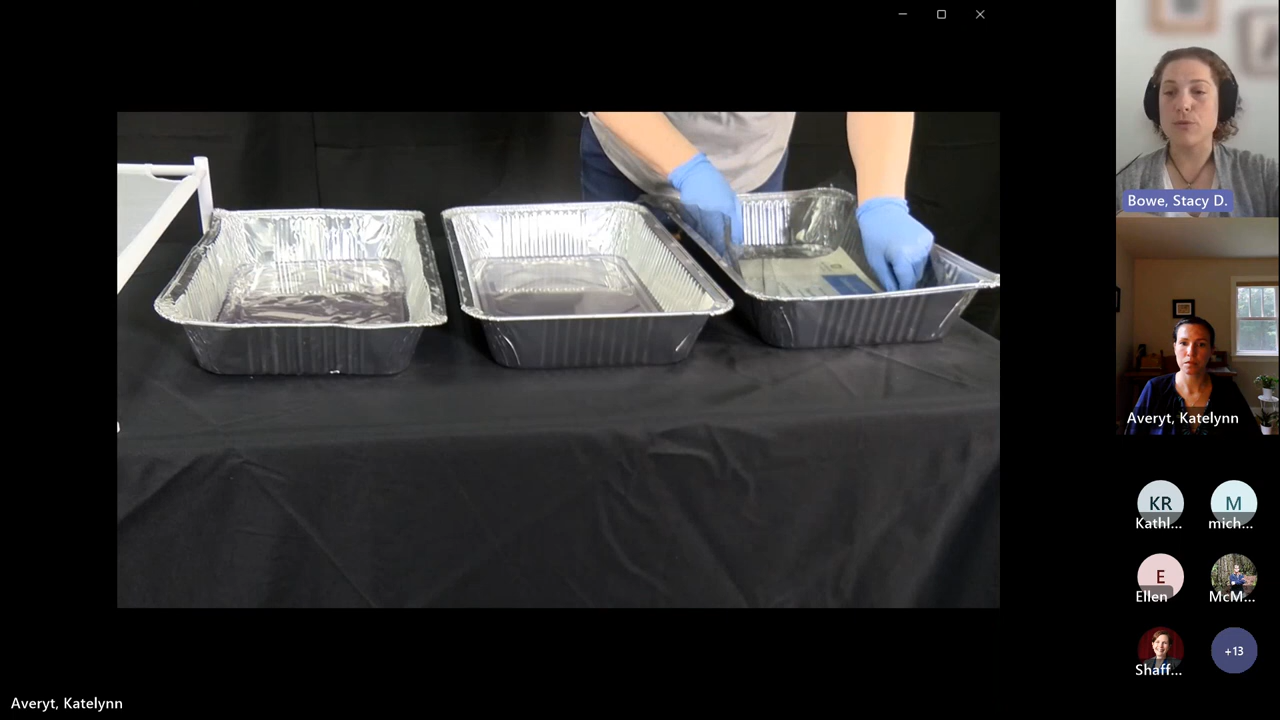 Bowe, Stacy D.
Averyt, Katelynn
KR
Kathl...
M
mich...
E
Ellen
McM...
Shaff...
+13
Averyt, Katelynn